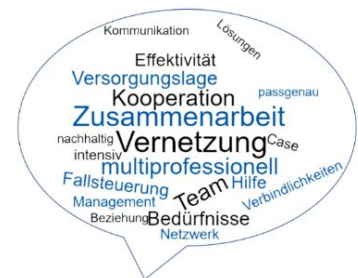 Kommunikation
Lösungen
Effektivität
Versorgungslage
passgenau
Kooperation
Zusammenarbeit
nachhaltig
Vernetzung
Case
intensiv
multiprofessionell
Fallsteuerung
Team
Hilfe
Verbindlichkeiten
Management
Beziehung
Bedürfnisse
Netzwerk